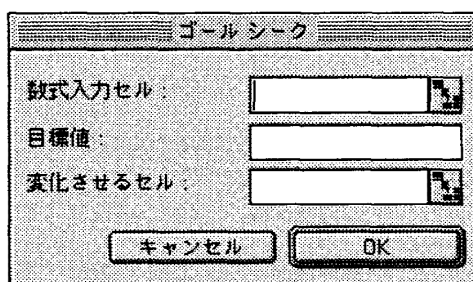 ゴールシーク
数式入力セル：
目標値：
変化させるセル：
キャンセル
OK